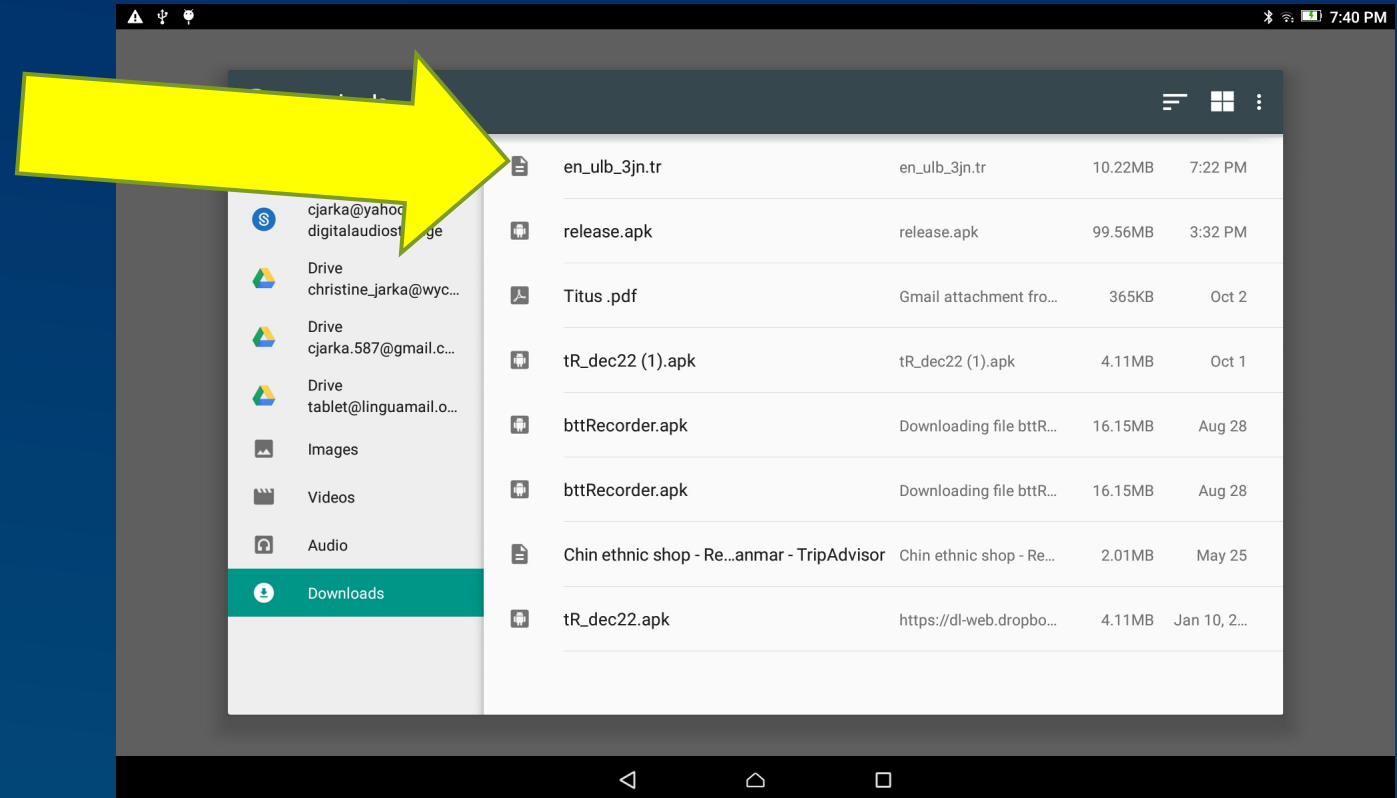 7:40 PM
en_ulb_3jn.tr en_ulb_3jn.tr 10.22MB 7:22 PM
digitalaudiost
release.apk release.apk 99.56MB 3:32 PM
Drive
christine_jarka@wyc...
Titus .pdf Gmail attachment fro... 365KB Oct 2
Drive
cjarka.587@gmail.c...
tR_dec22 (1).apk tR_dec22 (1).apk 4.11MB Oct 1
Drive
tablet@linguamail.o...
bttRecorder.apk Downloading file bttR... 16.15MB Aug 28
Images
bttRecorder.apk Downloading file bttR... 16.15MB Aug 28
Videos
Audio
Chin ethnic shop - Re...anmar - TripAdvisor Chin ethnic shop - Re... 2.01MB May 25
Downloads
tR_dec22.apk https://dl-web.dropbo... 4.11MB Jan 10, 2...